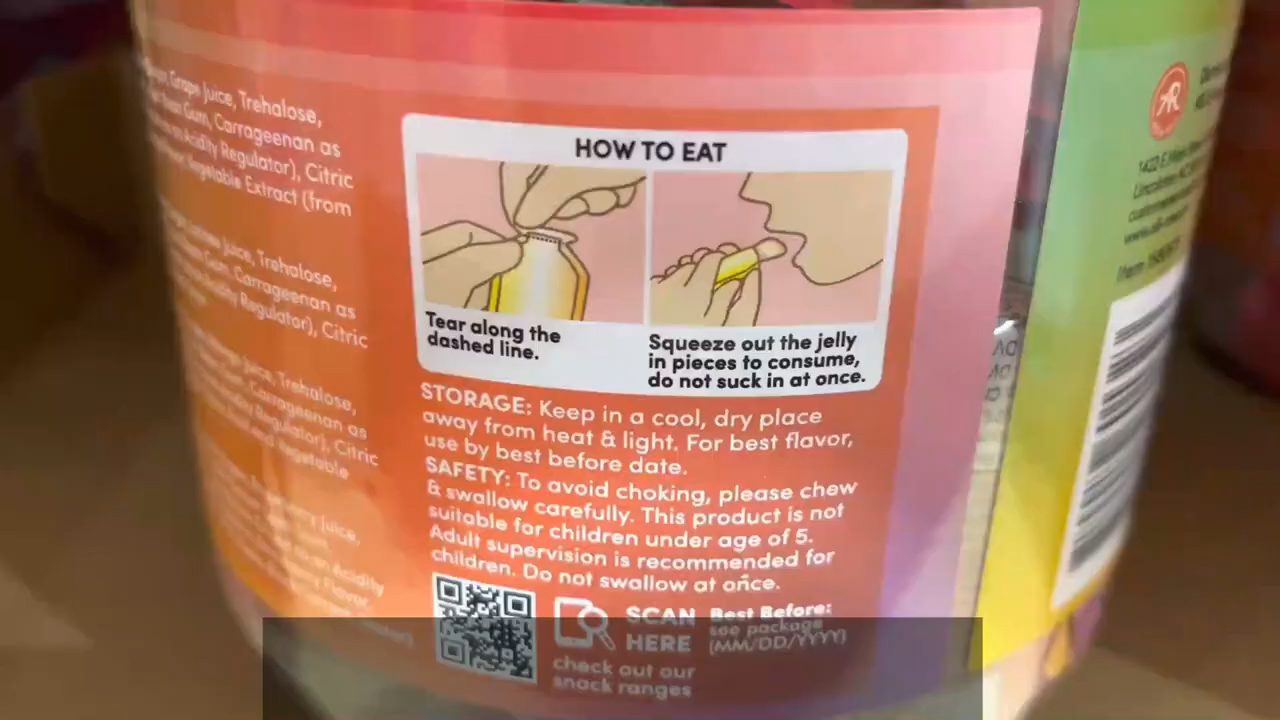 Grape Juice, Trehalose,
Gum, Carrageenan as
Acidity Regulator), Citric
Vegetable Extract (from
Juice, Trehalose,
Gum, Carrageenan as
Regulator), Citric
Juice, Trehalose,
Carrageenan as
Regulator), Citric
and Vegetable
Juice,
Acidity
Flavor
HOW TO EAT
Tear along the
dashed line.
Squeeze out the jelly
in pieces to consume,
do not suck in at once.
STORAGE: Keep in a cool, dry place
away from heat & light. For best flavor,
use by best before date.
SAFETY: To avoid choking, please chew
& swallow carefully. This product is not
suitable for children under age of 5.
Adult supervision is recommended for
children. Do not swallow at once.
SCAN
HERE
check out our
snack ranges
Best Before:
see package
(MM/DD/YYYY)